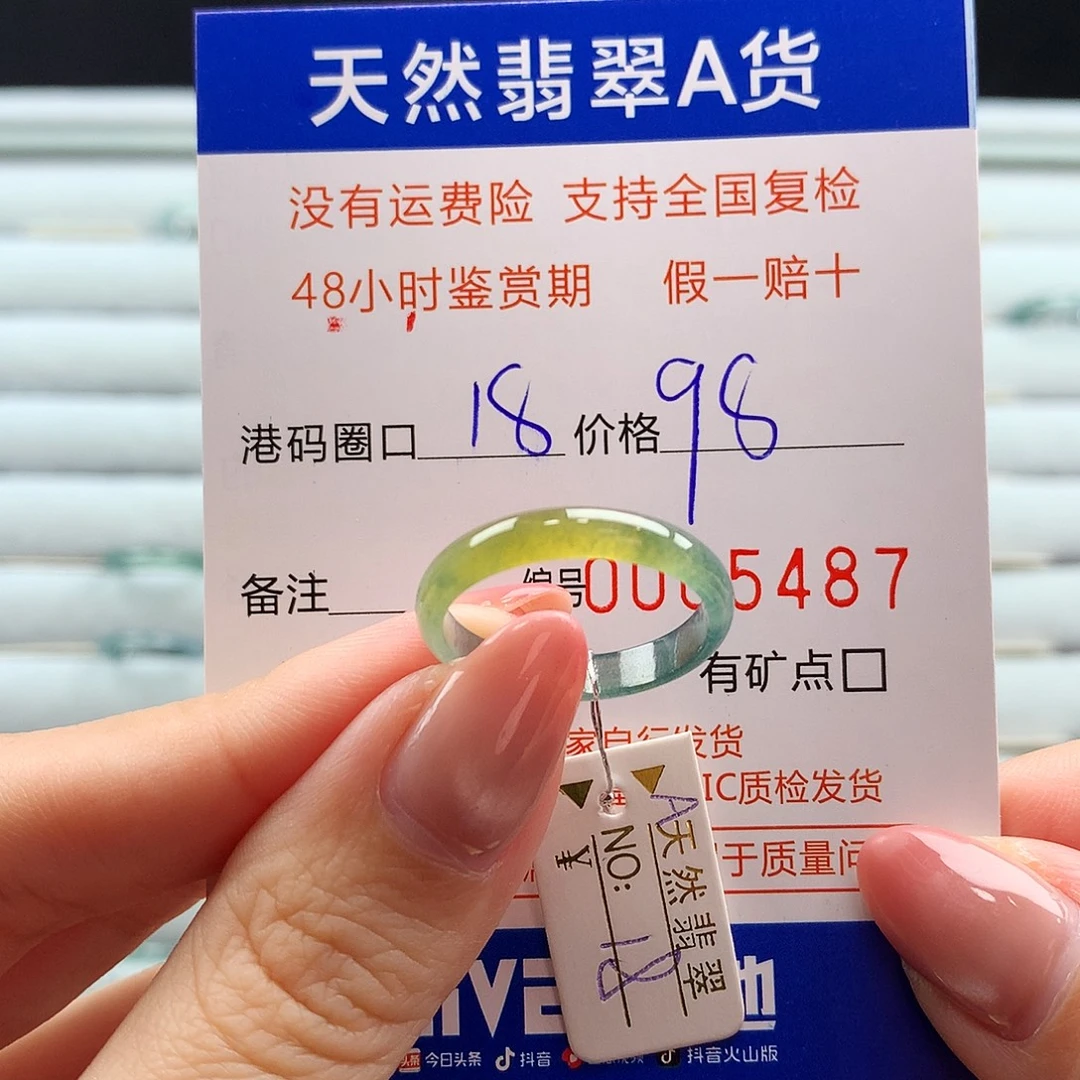 天然翡翠A货
没有运费险 支持全国复检
48小时鉴赏期 假一赔十
港码圈口 18 价格 98
备注 编号 5487
有矿点□
家自行发货
IC质检发货
于质量问
A天然翡翠
NO: 18
¥
今日头条 抖音 抖音火山版